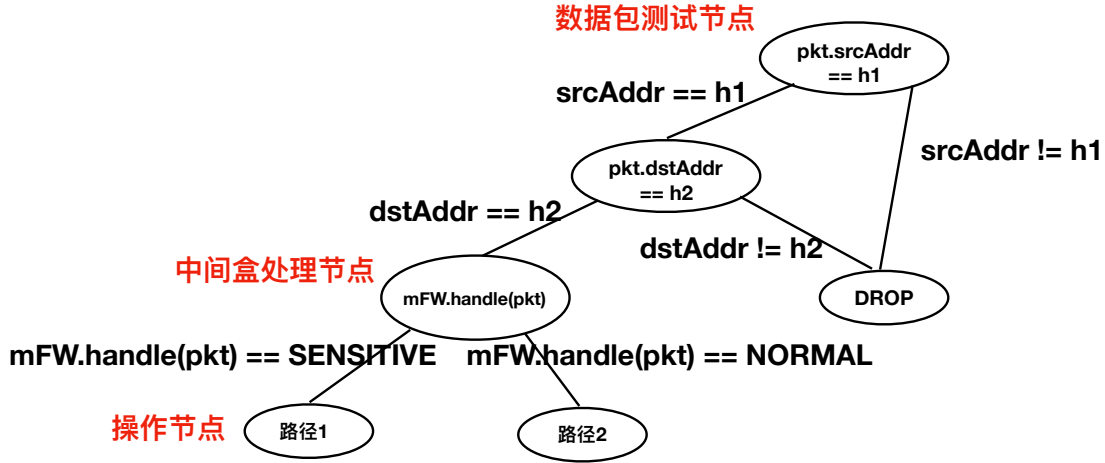 数据包测试节点
pkt.srcAddr
== h1
srcAddr == h1
srcAddr != h1
pkt.dstAddr
== h2
dstAddr == h2
dstAddr != h2
中间盒处理节点
mFW.handle(pkt)
DROP
mFW.handle(pkt) == SENSITIVE
mFW.handle(pkt) == NORMAL
操作节点
路径1
路径2